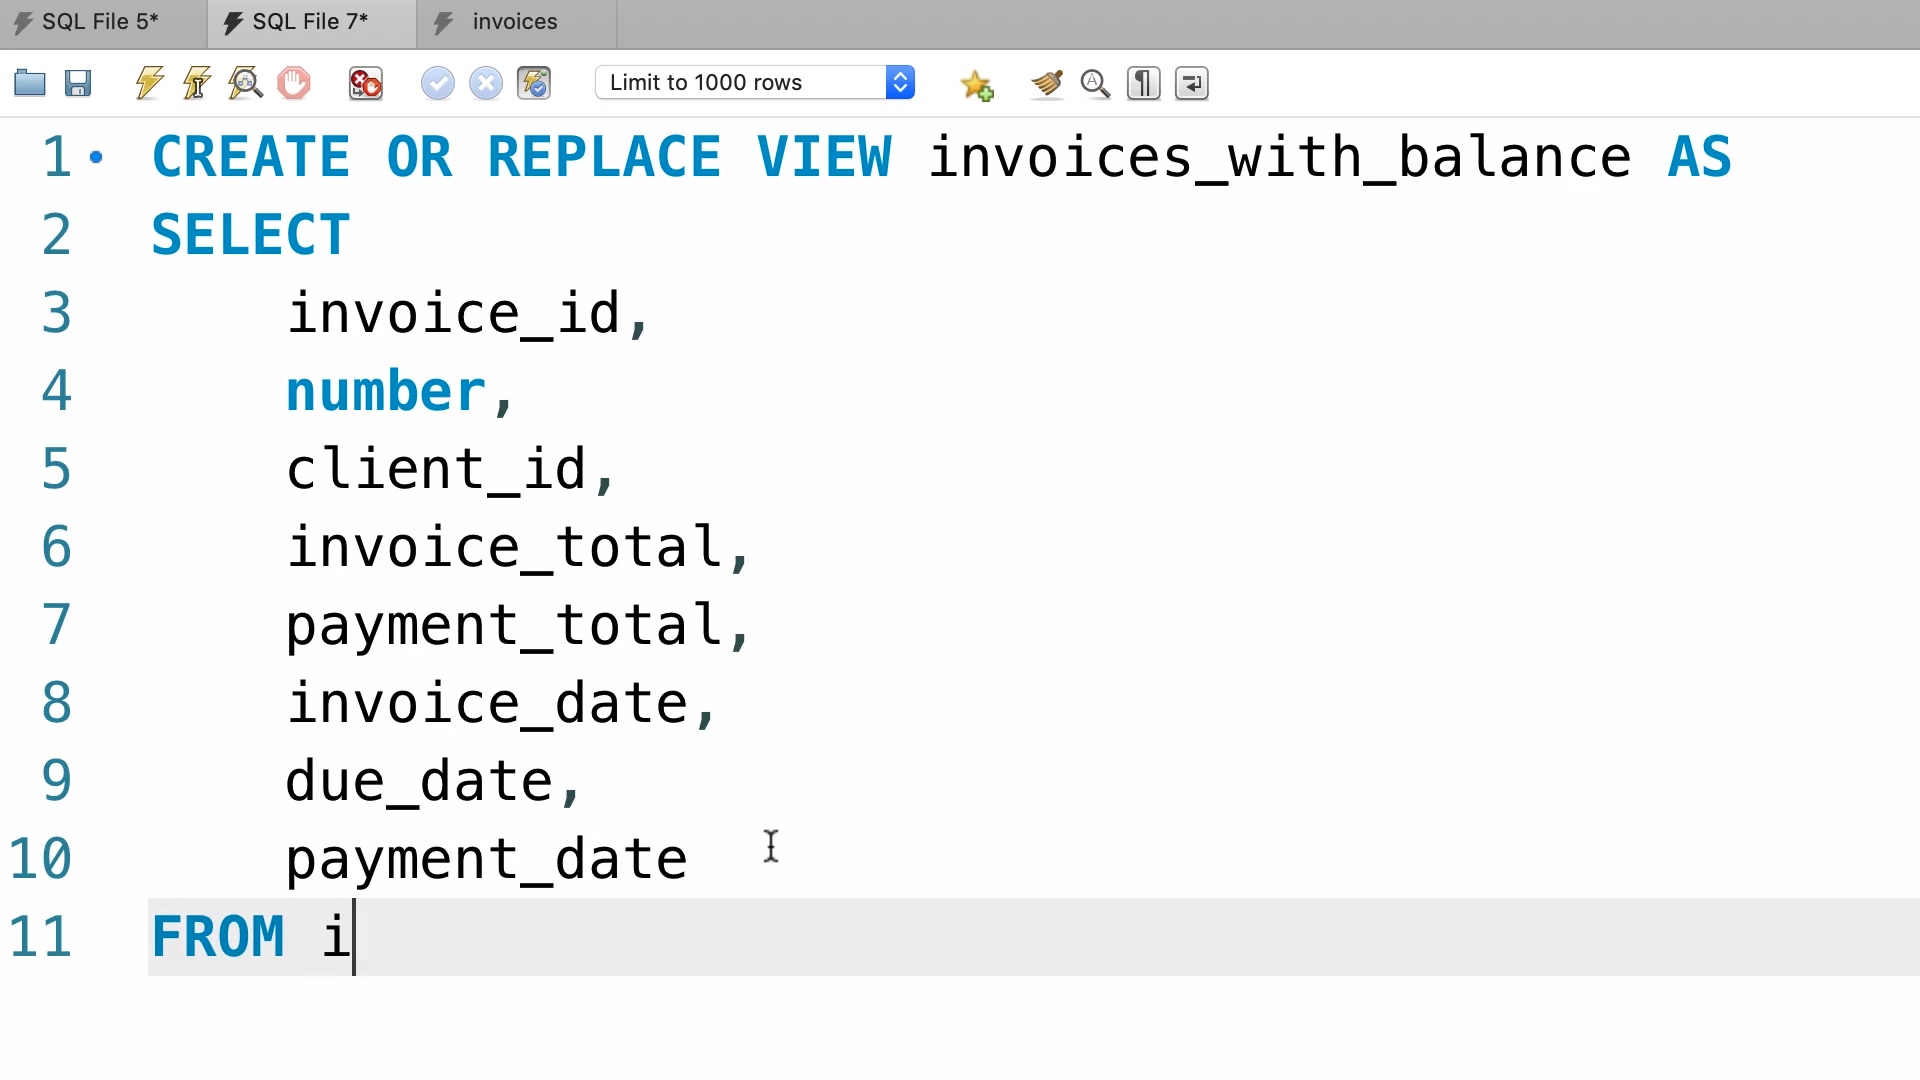 SQL File 5* SQL File 7* invoices
Limit to 1000 rows
1 CREATE OR REPLACE VIEW invoices_with_balance AS
2 SELECT
3 invoice_id,
4 number,
5 client_id,
6 invoice_total,
7 payment_total,
8 invoice_date,
9 due_date,
10 payment_date
11 FROM i